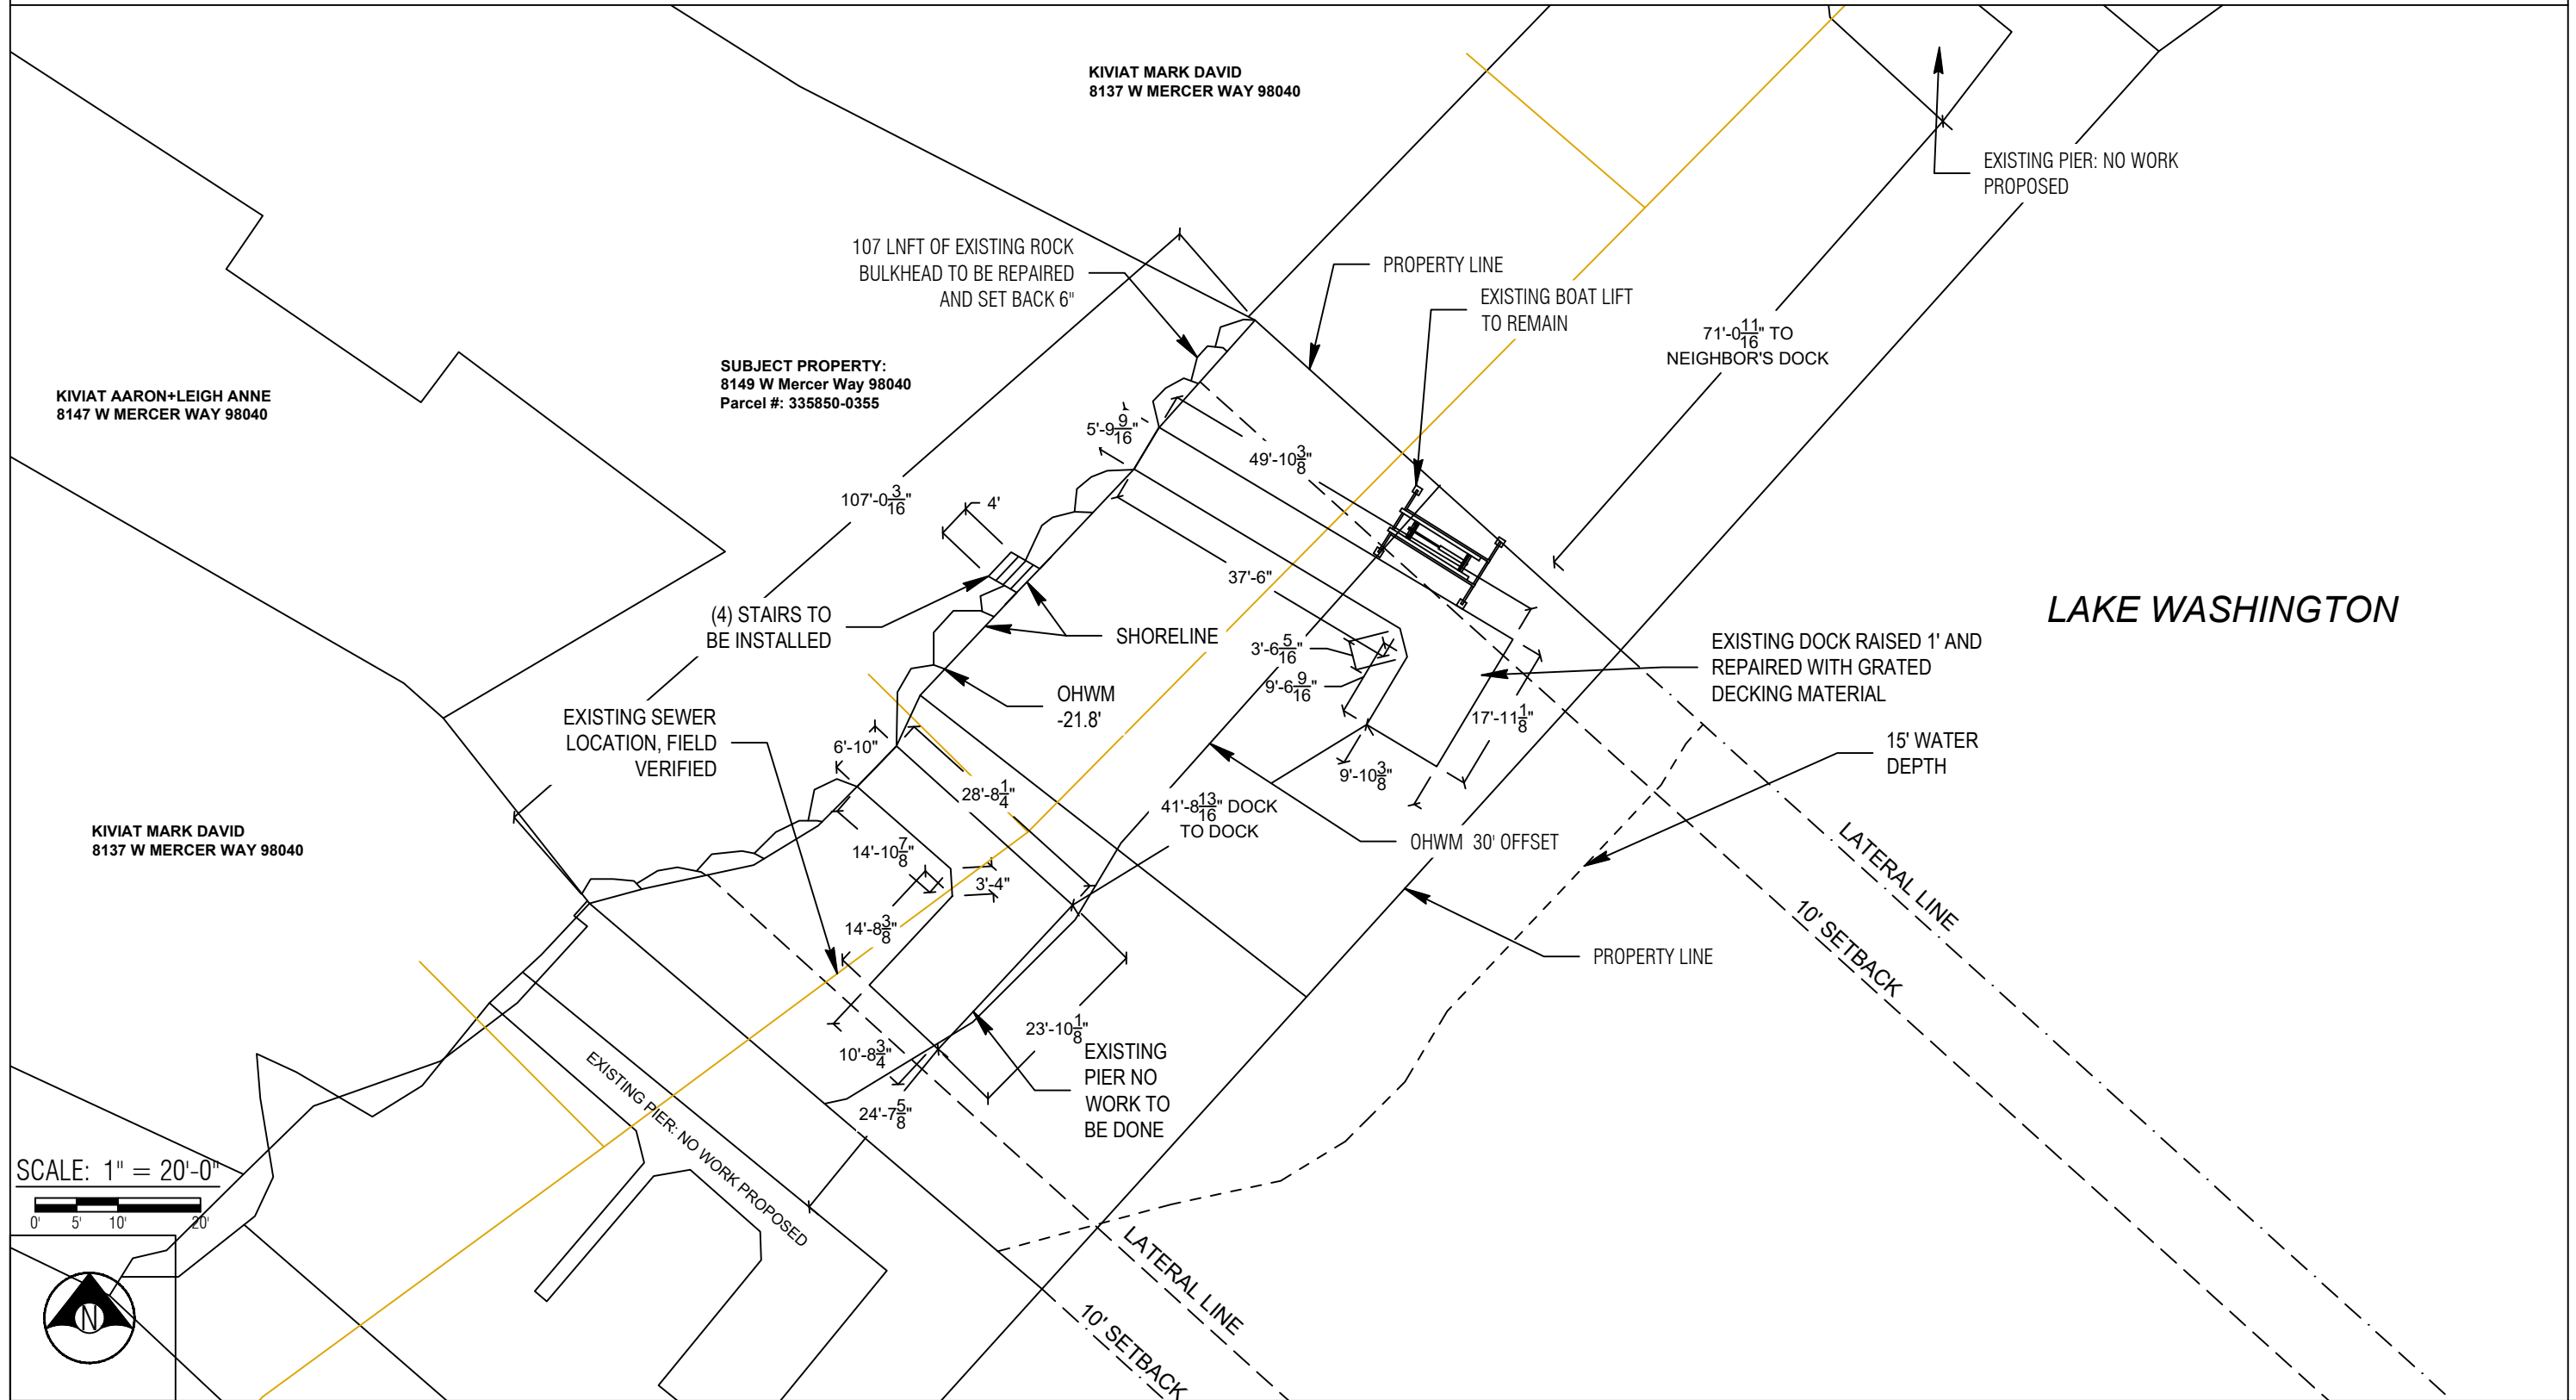 KIVIAT MARK DAVID
8137 W MERCER WAY 98040
EXISTING PIER: NO WORK
PROPOSED
107 LNFT OF EXISTING ROCK
BULKHEAD TO BE REPAIRED
AND SET BACK 6"
PROPERTY LINE
EXISTING BOAT LIFT
TO REMAIN
71'-0 11/16" TO
NEIGHBOR'S DOCK
SUBJECT PROPERTY:
8149 W Mercer Way 98040
Parcel #: 335850-0355
KIVIAT AARON+LEIGH ANNE
8147 W MERCER WAY 98040
5'-9 9/16"
49'-10 3/8"
107'-0 3/16"
4'
37'-6"
(4) STAIRS TO
BE INSTALLED
SHORELINE
LAKE WASHINGTON
3'-6 5/16"
9'-6 9/16"
EXISTING DOCK RAISED 1' AND
REPAIRED WITH GRATED
DECKING MATERIAL
OHWM
-21.8'
17'-11 1/8"
EXISTING SEWER
LOCATION, FIELD
VERIFIED
6'-10"
15' WATER
DEPTH
9'-10 3/8"
28'-8 1/4"
41'-8 13/16" DOCK
TO DOCK
KIVIAT MARK DAVID
8137 W MERCER WAY 98040
14'-10 7/8"
OHWM 30' OFFSET
3'-4"
LATERAL LINE
14'-8 3/8"
10' SETBACK
PROPERTY LINE
23'-10 1/8"
10'-8 3/4"
EXISTING
PIER NO
WORK TO
BE DONE
24'-7 5/8"
EXISTING PIER: NO WORK PROPOSED
SCALE: 1" = 20'-0"
0' 5' 10' 20'
LATERAL LINE
10' SETBACK
N